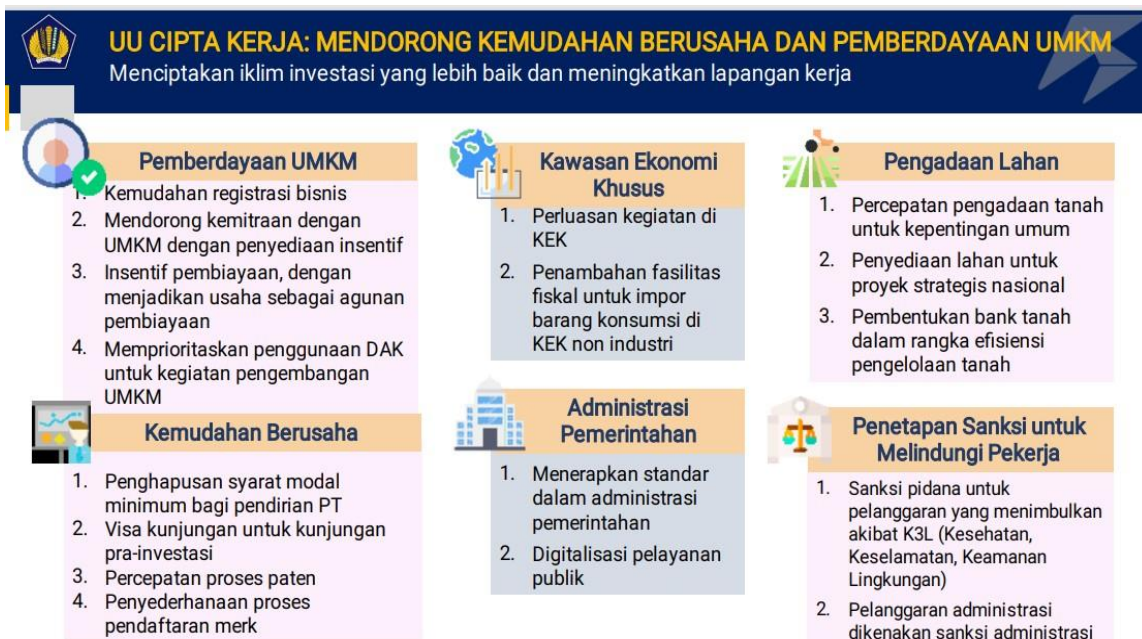 UU CIPTA KERJA: MENDORONG KEMUDAHAN BERUSAHA DAN PEMBERDAYAAN UMKM
Menciptakan iklim investasi yang lebih baik dan meningkatkan lapangan kerja
Pemberdayaan UMKM
1. Kemudahan registrasi bisnis
2. Mendorong kemitraan dengan
UMKM dengan penyediaan insentif
3. Insentif pembiayaan, dengan
menjadikan usaha sebagai agunan
pembiayaan
4. Memprioritaskan penggunaan DAK
untuk kegiatan pengembangan
UMKM
Kemudahan Berusaha
1. Penghapusan syarat modal
minimum bagi pendirian PT
2. Visa kunjungan untuk kunjungan
pra-investasi
3. Percepatan proses paten
4. Penyederhanaan proses
pendaftaran merk
Kawasan Ekonomi
Khusus
1. Perluasan kegiatan di
KEK
2. Penambahan fasilitas
fiskal untuk impor
barang konsumsi di
KEK non industri
Administrasi
Pemerintahan
1. Menerapkan standar
dalam administrasi
pemerintahan
2. Digitalisasi pelayanan
publik
Pengadaan Lahan
1. Percepatan pengadaan tanah
untuk kepentingan umum
2. Penyediaan lahan untuk
proyek strategis nasional
3. Pembentukan bank tanah
dalam rangka efisiensi
pengelolaan tanah
Penetapan Sanksi untuk
Melindungi Pekerja
1. Sanksi pidana untuk
pelanggaran yang menimbulkan
akibat K3L (Kesehatan,
Keselamatan, Keamanan
Lingkungan)
2. Pelanggaran administrasi
dikenakan sanksi administrasi